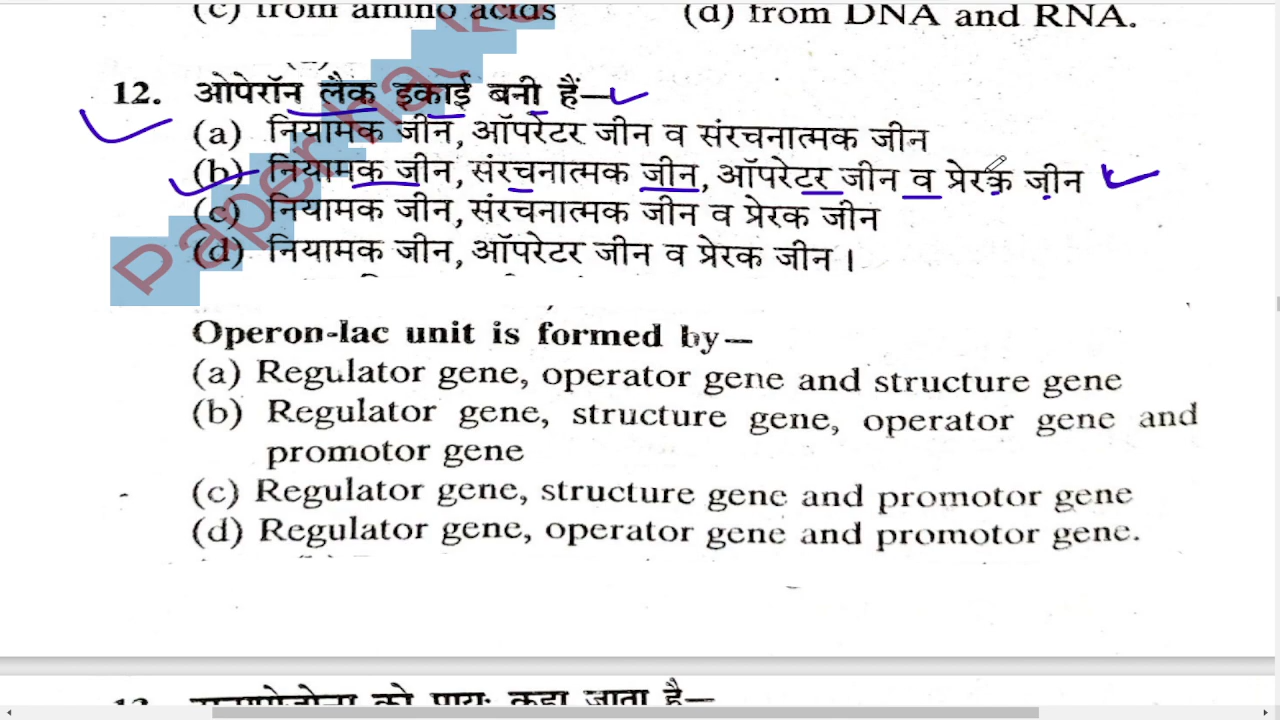 (c) from amino acids (d) from DNA and RNA.
12. ओपेरॉन लैक इकाई बनी हैं—
(a) नियामक जीन, ऑपरेटर जीन व संरचनात्मक जीन
(b) नियामक जीन, संरचनात्मक जीन, ऑपरेटर जीन व प्रेरक जीन
(c) नियामक जीन, संरचनात्मक जीन व प्रेरक जीन
(d) नियामक जीन, ऑपरेटर जीन व प्रेरक जीन ।
Operon-lac unit is formed by—
(a) Regulator gene, operator gene and structure gene
(b) Regulator gene, structure gene, operator gene and
promotor gene
(c) Regulator gene, structure gene and promotor gene
(d) Regulator gene, operator gene and promotor gene.
13. को प्रायः कहा जाता है—